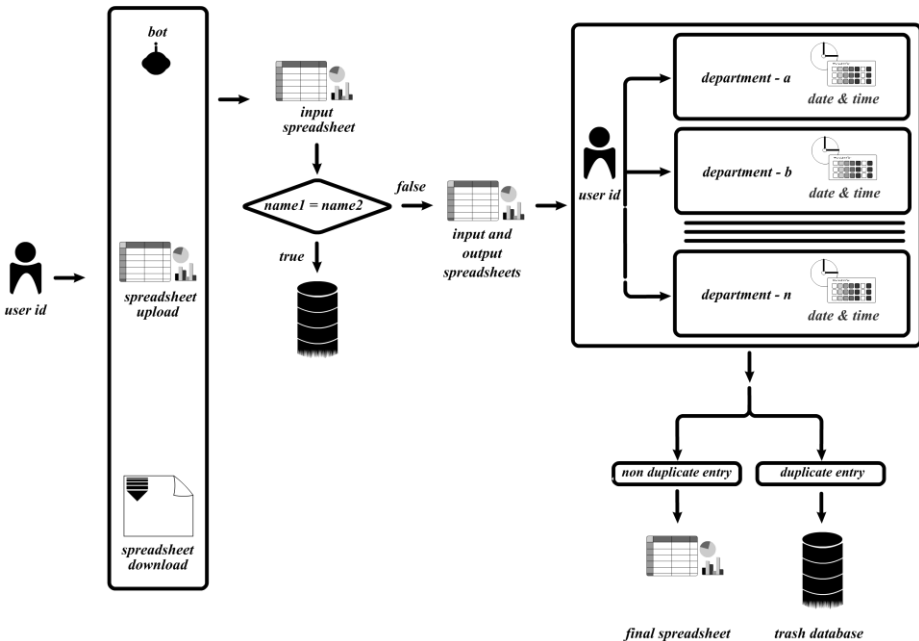 bot
user id
spreadsheet
upload
spreadsheet
download
input
spreadsheet
name1 = name2
false
true
input and
output
spreadsheets
user id
department - a
date & time
department - b
date & time
department - n
date & time
non duplicate entry
duplicate entry
final spreadsheet
trash database